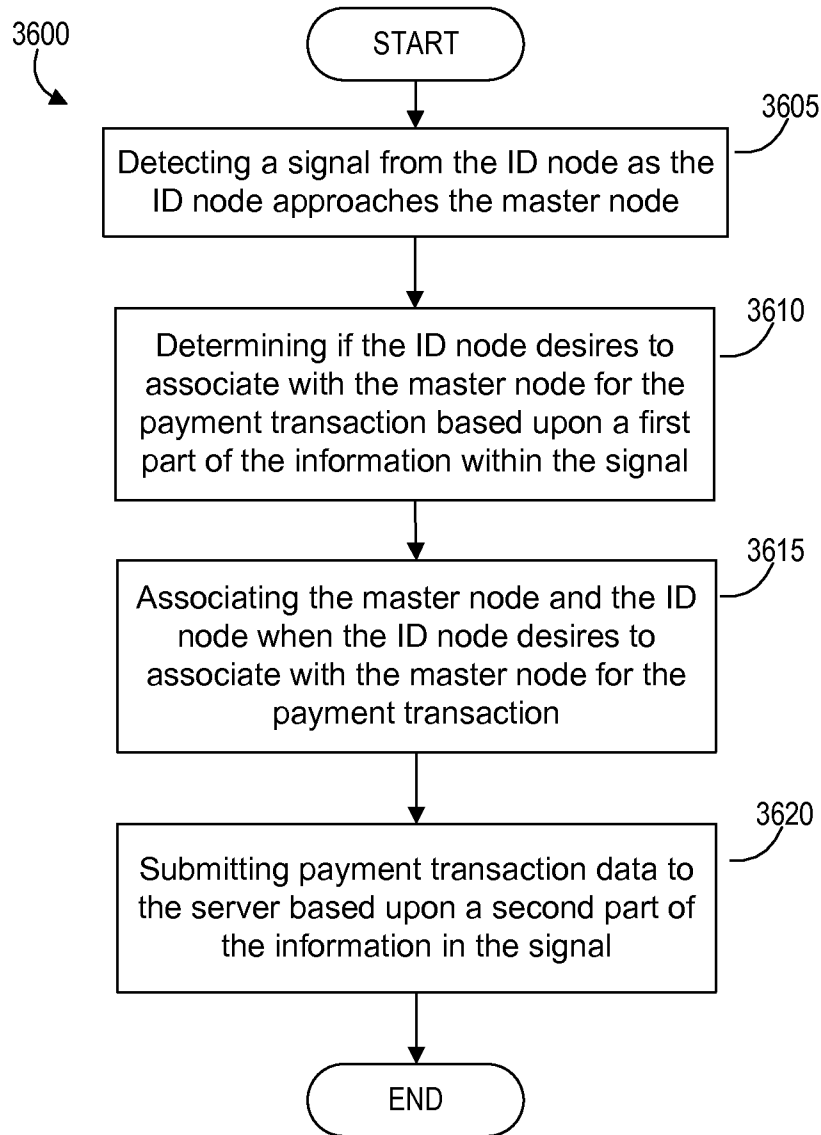 3600
START
3605
Detecting a signal from the ID node as the
ID node approaches the master node
3610
Determining if the ID node desires to
associate with the master node for the
payment transaction based upon a first
part of the information within the signal
3615
Associating the master node and the ID
node when the ID node desires to
associate with the master node for the
payment transaction
3620
Submitting payment transaction data to
the server based upon a second part of
the information in the signal
END